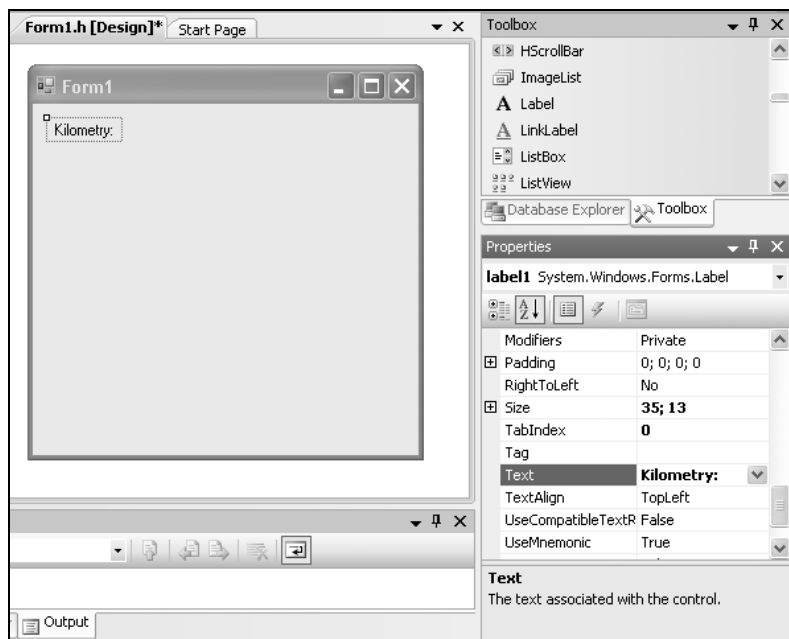 Form1.h [Design]* Start Page
Form1
Kilometry:
Output
Toolbox
HScrollBar
ImageList
A Label
A LinkLabel
ListBox
ListView
Database Explorer Toolbox
Properties
label1 System.Windows.Forms.Label
Modifiers Private
Padding 0; 0; 0; 0
RightToLeft No
Size 35; 13
TabIndex 0
Tag
Text Kilometry:
TextAlign TopLeft
UseCompatibleTextR False
UseMnemonic True
Text
The text associated with the control.